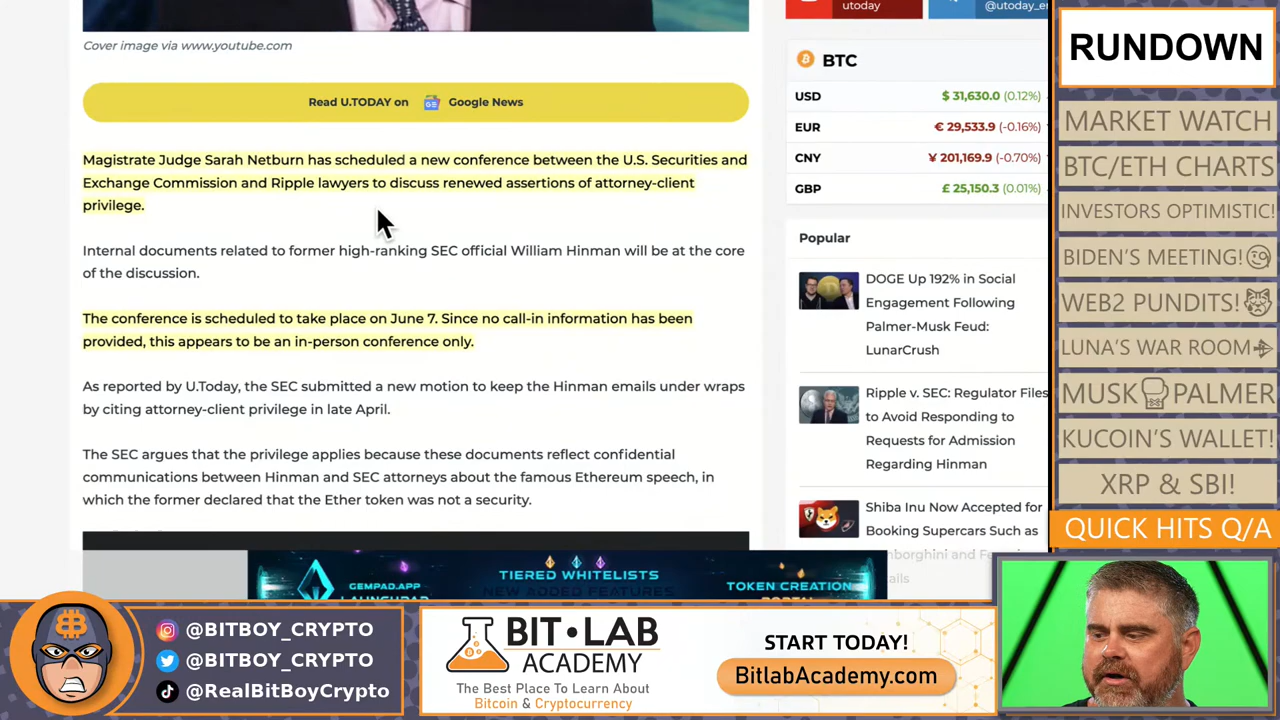 Cover image via www.youtube.com
Read U.TODAY on Google News
Magistrate Judge Sarah Netburn has scheduled a new conference between the U.S. Securities and
Exchange Commission and Ripple lawyers to discuss renewed assertions of attorney-client
privilege.
Internal documents related to former high-ranking SEC official William Hinman will be at the core
of the discussion.
The conference is scheduled to take place on June 7. Since no call-in information has been
provided, this appears to be an in-person conference only.
As reported by U.Today, the SEC submitted a new motion to keep the Hinman emails under wraps
by citing attorney-client privilege in late April.
The SEC argues that the privilege applies because these documents reflect confidential
communications between Hinman and SEC attorneys about the famous Ethereum speech, in
which the former declared that the Ether token was not a security.
utoday
BTC
USD $ 31,630.0 (0.12%)
EUR € 29,533.9 (-0.16%)
CNY ¥ 201,169.9 (-0.70%)
GBP £ 25,150.3 (0.01%)
Popular
DOGE Up 192% in Social
Engagement Following
Palmer-Musk Feud:
LunarCrush
Ripple v. SEC: Regulator Files
to Avoid Responding to
Requests for Admission
Regarding Hinman
Shiba Inu Now Accepted for
Booking Supercars Such as
RUNDOWN
MARKET WATCH
BTC/ETH CHARTS
INVESTORS OPTIMISTIC!
BIDEN'S MEETING!
WEB2 PUNDITS!
LUNA'S WAR ROOM
MUSK PALMER
KUCOIN'S WALLET!
XRP & SBI!
QUICK HITS Q/A
GEMPAD.APP
LAUNCHPAD
TIERED WHITELISTS
NEW ADDED FEATURES
TOKEN CREATION
@BITBOY_CRYPTO
@BITBOY_CRYPTO
@RealBitBoyCrypto
BIT•LAB
ACADEMY
The Best Place To Learn About
Bitcoin & Cryptocurrency
START TODAY!
BitlabAcademy.com